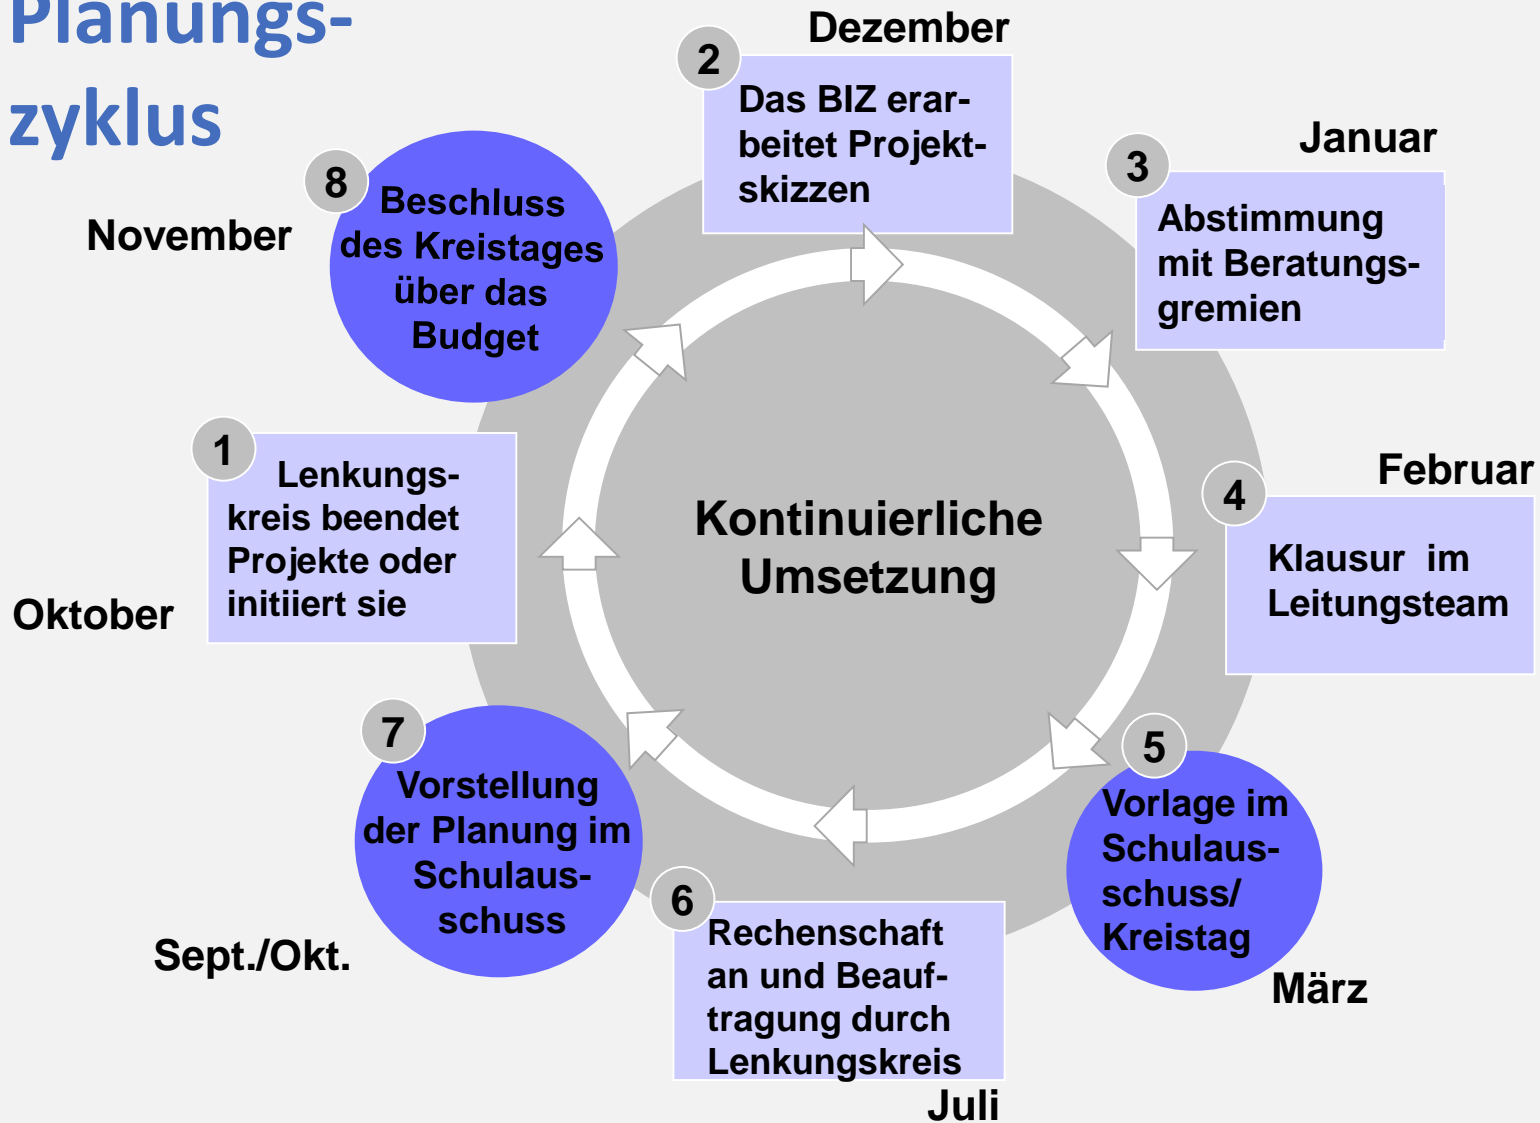 Planungs-
zyklus
Dezember
2
Das BIZ erar-
beitet Projekt-
skizzen
Januar
3
Abstimmung
mit Beratungs-
gremien
Februar
4
Klausur im
Leitungsteam
5
Vorlage im
Schulaus-
schuss/
Kreistag
März
6
Rechenschaft
an und Beauf-
tragung durch
Lenkungskreis
Juli
7
Vorstellung
der Planung im
Schulaus-
schuss
Sept./Okt.
1
Lenkungs-
kreis beendet
Projekte oder
initiiert sie
Oktober
8
Beschluss
des Kreistages
über das
Budget
November
Kontinuierliche
Umsetzung